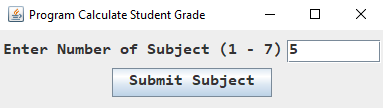 Program Calculate Student Grade
Enter Number of Subject (1 - 7) 5
Submit Subject